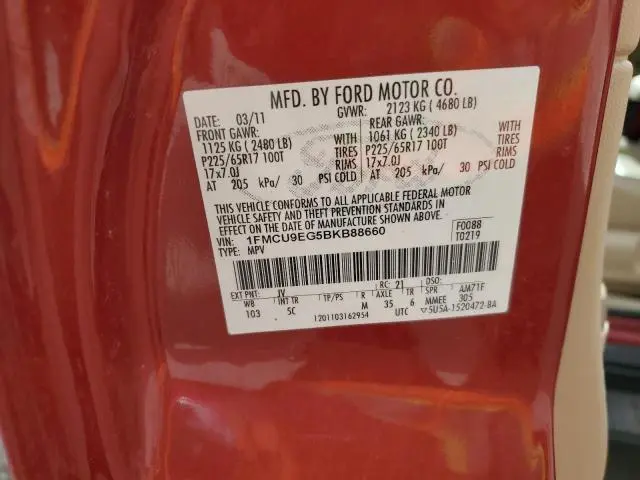 MFD. BY FORD MOTOR CO.
DATE: 03/11 GVWR: 2123 KG ( 4680 LB)
FRONT GAWR: REAR GAWR:
1125 KG ( 2480 LB) WITH 1061 KG ( 2340 LB) WITH
P225/65R17 100T TIRES P225/65R17 100T TIRES
17x7.0J RIMS 17x7.0J RIMS
AT 205 kPa/ 30 PSI COLD AT 205 kPa/ 30 PSI COLD
THIS VEHICLE CONFORMS TO ALL APPLICABLE FEDERAL MOTOR
VEHICLE SAFETY AND THEFT PREVENTION STANDARDS IN
EFFECT ON THE DATE OF MANUFACTURE SHOWN ABOVE.
VIN: 1FMCU9EG5BKB88660 F0088
TYPE: MPV T0219
EXT PNT: JV RC: 21 DSO:
WB INT TR TP/PS R AXLE TR SPR AM71F
103 5C M 35 6 MMEE 305
1201103162954 UTC ▽5U5A-1520472-BA